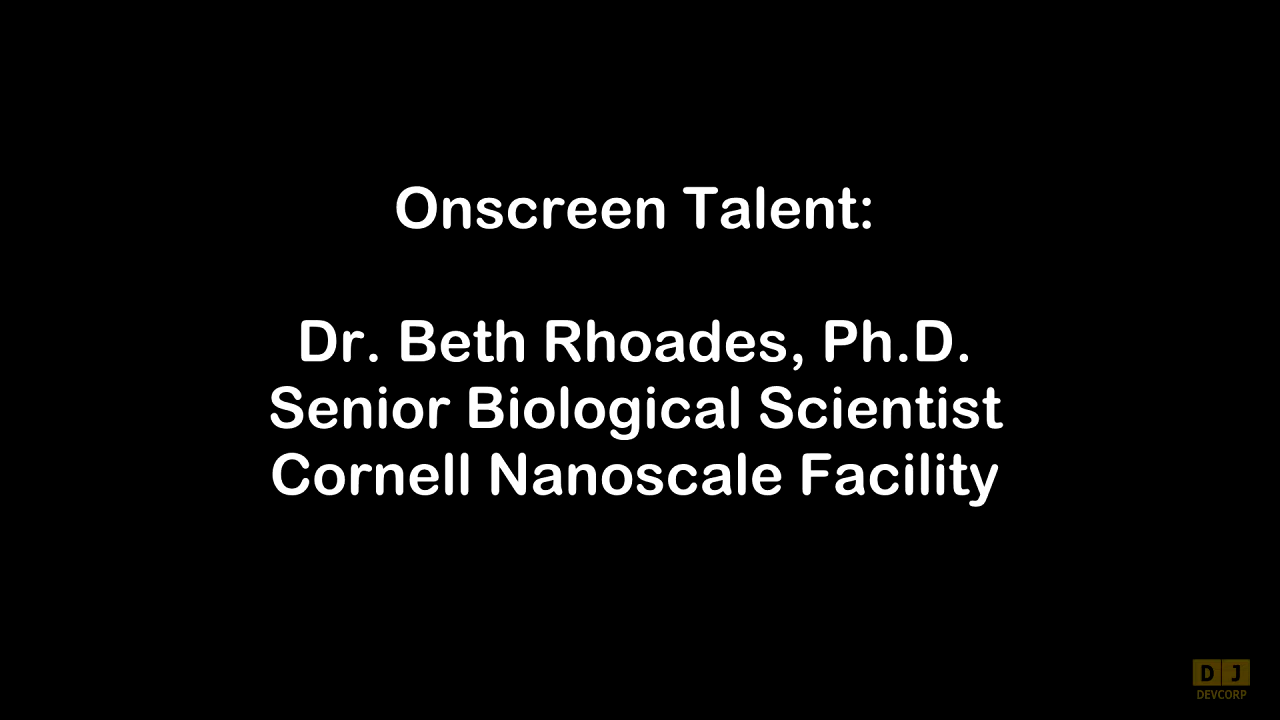 Onscreen Talent:
Dr. Beth Rhoades, Ph.D.
Senior Biological Scientist
Cornell Nanoscale Facility
D J
DEVCORP